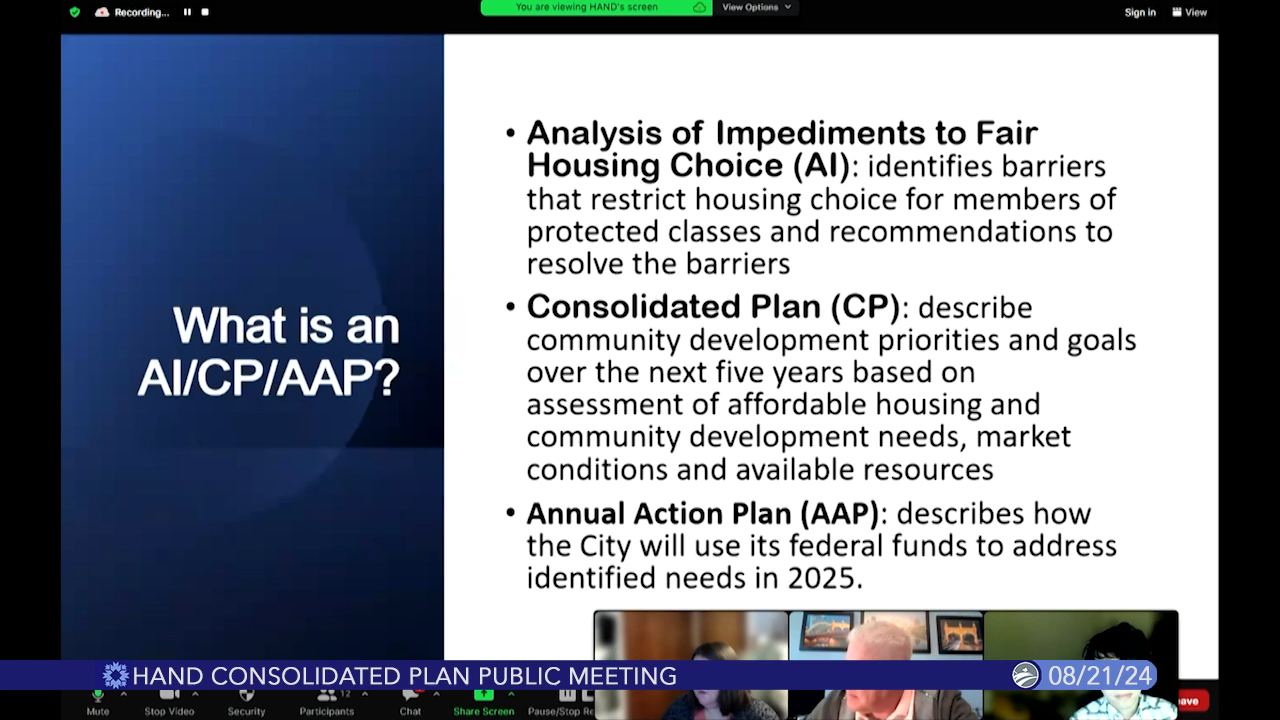 Recording...
You are viewing HAND's screen
View Options
Sign in
View
What is an
AI/CP/AAP?
• Analysis of Impediments to Fair
Housing Choice (AI): identifies barriers
that restrict housing choice for members of
protected classes and recommendations to
resolve the barriers
• Consolidated Plan (CP): describe
community development priorities and goals
over the next five years based on
assessment of affordable housing and
community development needs, market
conditions and available resources
• Annual Action Plan (AAP): describes how
the City will use its federal funds to address
identified needs in 2025.
HAND CONSOLIDATED PLAN PUBLIC MEETING
08/21/24
Mute
Stop Video
Security
Participants
12
Chat
Share Screen
Pause/Stop Re
ave